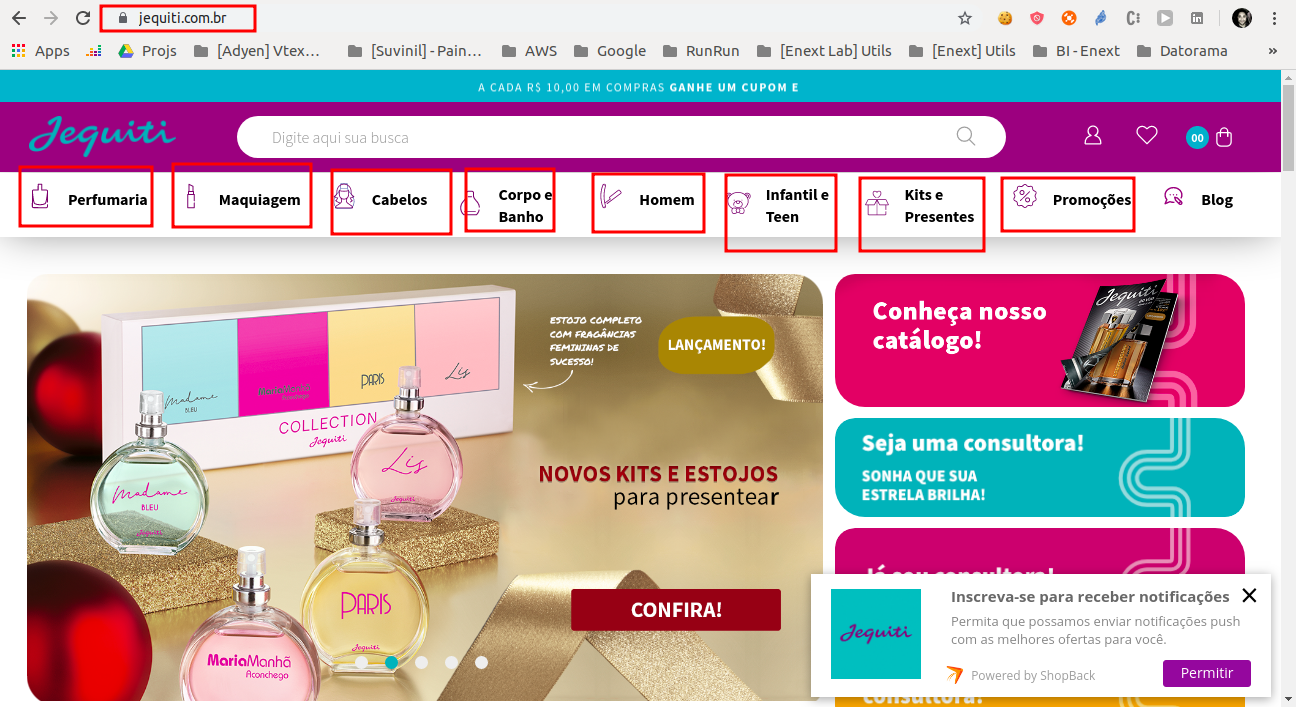 jequiti.com.br
Apps Projs [Adyen] Vtex… [Suvinil] - Pain… AWS Google RunRun [Enext Lab] Utils [Enext] Utils BI - Enext Datorama »
A CADA R$ 10,00 EM COMPRAS GANHE UM CUPOM E
Jequiti
Digite aqui sua busca
00
Perfumaria
Maquiagem
Cabelos
Corpo e
Banho
Homem
Infantil e
Teen
Kits e
Presentes
Promoções
Blog
ESTOJO COMPLETO
COM FRAGÂNCIAS
FEMININAS DE
SUCESSO!
LANÇAMENTO!
Madame
BLEU
MariaManhã
Aconchego
PARIS
Lis
COLLECTION
Jequiti
Madame
BLEU
Jequiti
Lis
Jequiti
PARIS
Jequiti
MariaManhã
Aconchego
NOVOS KITS E ESTOJOS
para presentear
CONFIRA!
Conheça nosso
catálogo!
Jequiti
Seja uma consultora!
SONHA QUE SUA
ESTRELA BRILHA!
Já sou consultora!
Inscreva-se para receber notificações
Permita que possamos enviar notificações push
com as melhores ofertas para você.
Jequiti
Powered by ShopBack
Permitir
consultora!